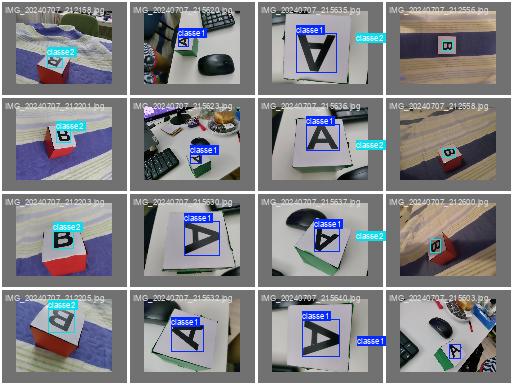 IMG_20240707_212158.jpg
classe2
B
IMG_20240707_215620.jpg
classe1
A
IMG_20240707_215635.jpg
classe1
A
IMG_20240707_212556.jpg
classe2
B
IMG_20240707_212201.jpg
classe2
B
IMG_20240707_215623.jpg
classe1
A
IMG_20240707_215636.jpg
classe1
A
IMG_20240707_212558.jpg
classe2
B
IMG_20240707_212203.jpg
classe2
B
IMG_20240707_215630.jpg
classe1
A
IMG_20240707_215637.jpg
classe1
A
IMG_20240707_212600.jpg
classe2
B
IMG_20240707_212205.jpg
classe2
B
IMG_20240707_215632.jpg
classe1
A
IMG_20240707_215640.jpg
classe1
A
IMG_20240707_215603.jpg
classe1
A